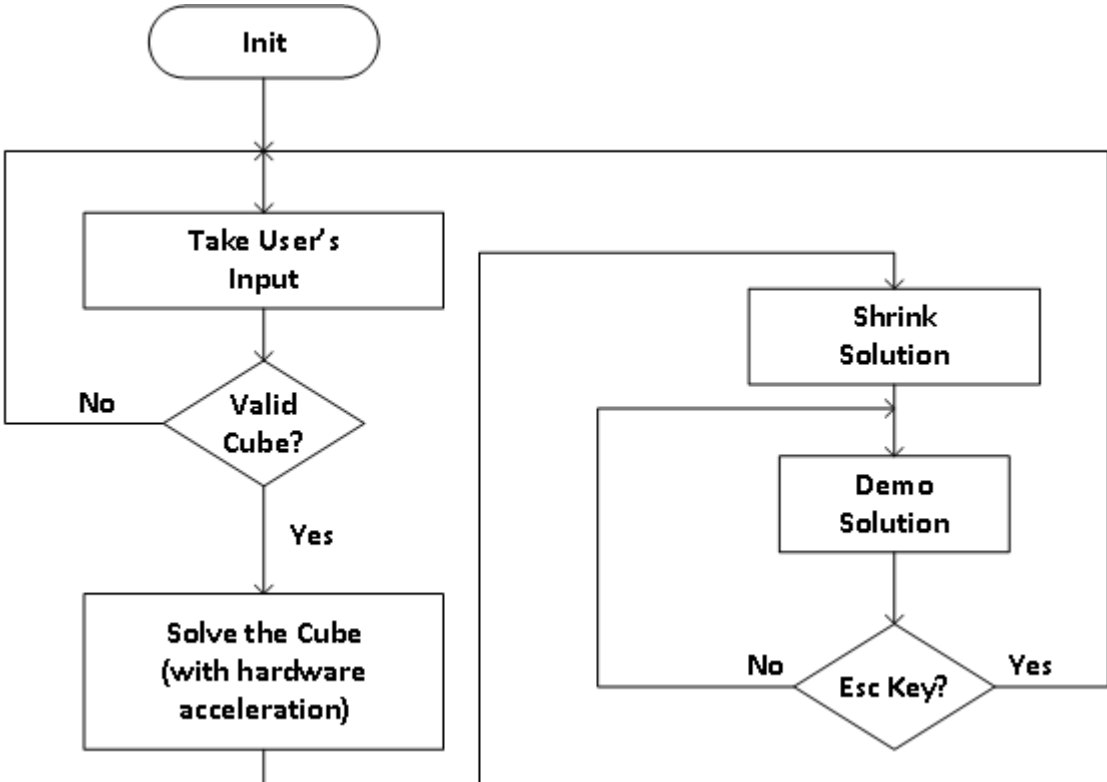 Init
Take User's
Input
No
Valid
Cube?
Yes
Solve the Cube
(with hardware
acceleration)
Shrink
Solution
Demo
Solution
No
Esc Key?
Yes